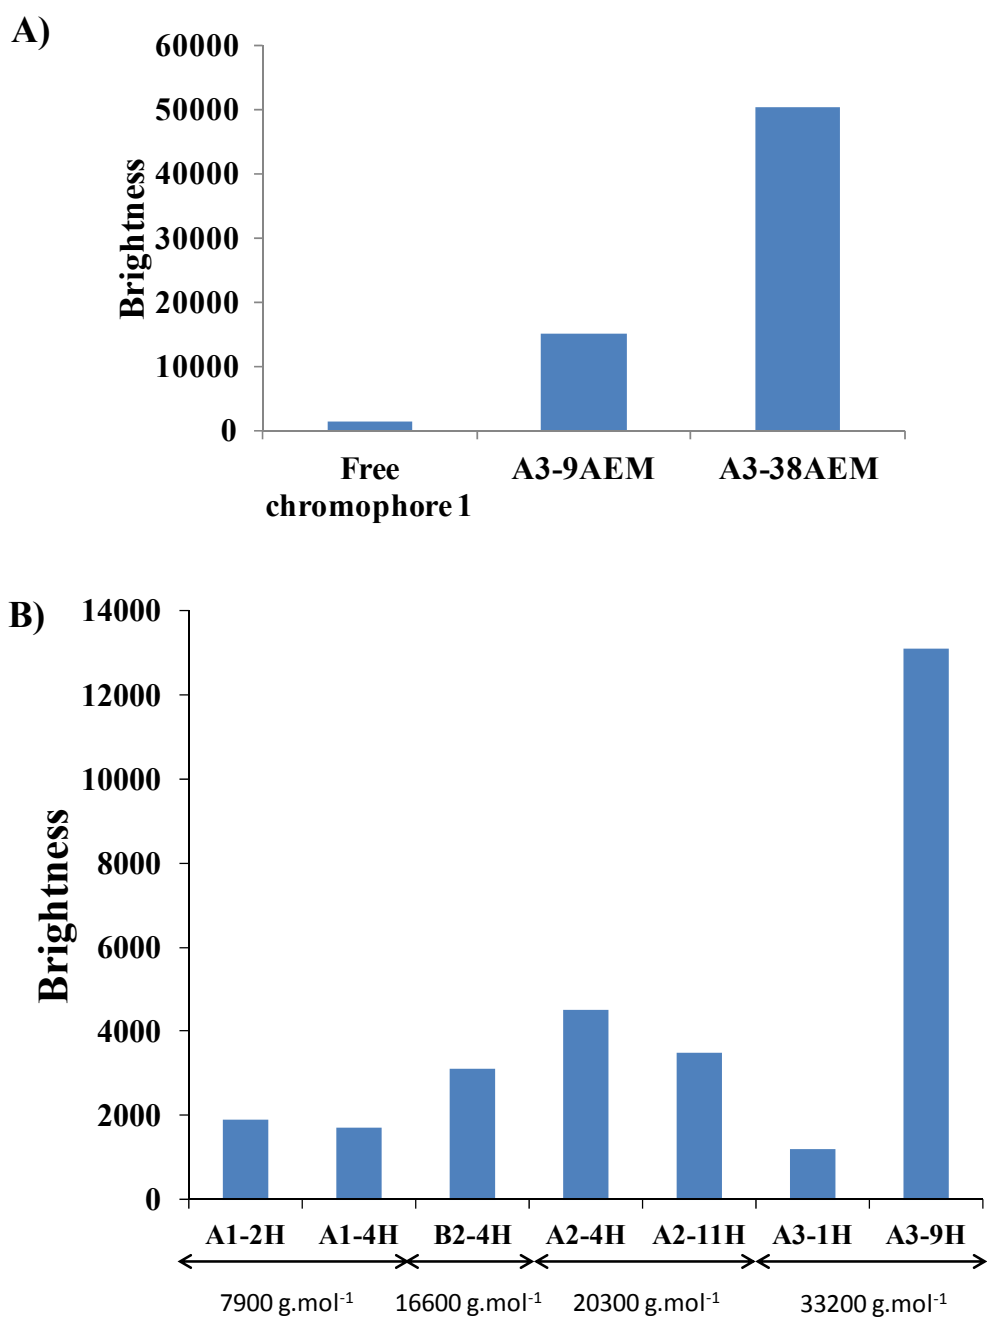 A)
60000
50000
40000
30000
20000
10000
0
Brightness
Free
chromophore 1
A3-9AEM
A3-38AEM
B)
14000
12000
10000
8000
6000
4000
2000
0
Brightness
A1-2H A1-4H B2-4H A2-4H A2-11H A3-1H A3-9H
7900 g.mol⁻¹ 16600 g.mol⁻¹ 20300 g.mol⁻¹ 33200 g.mol⁻¹